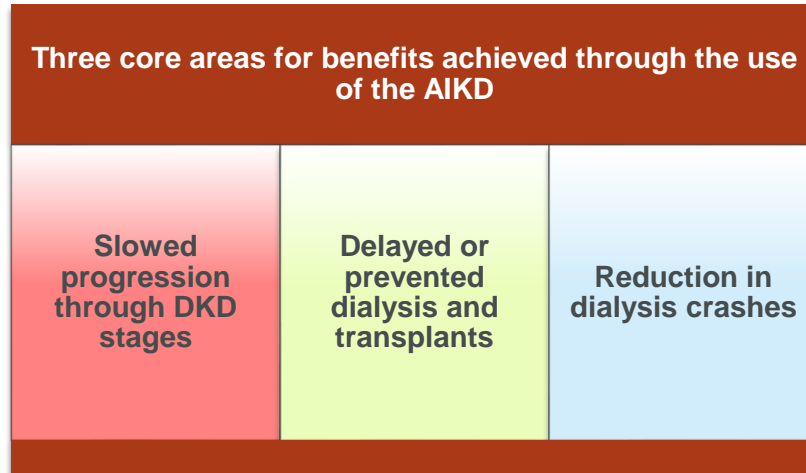 Three core areas for benefits achieved through the use
of the AIKD
Slowed
progression
through DKD
stages
Delayed or
prevented
dialysis and
transplants
Reduction in
dialysis crashes